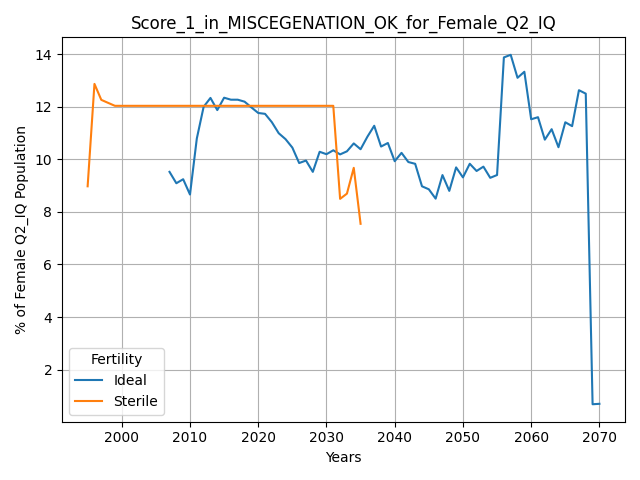 Score_1_in_MISCEGENATION_OK_for_Female_Q2_IQ
% of Female Q2_IQ Population
14
12
10
8
6
4
2
Fertility
Ideal
Sterile
2000 2010 2020 2030 2040 2050 2060 2070
Years